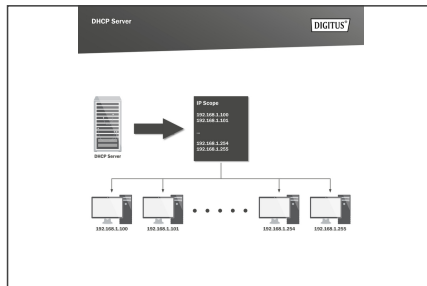 DHCP Server
DIGITUS®
IP Scope
192.168.1.100
192.168.1.101
...
192.168.1.254
192.168.1.255
DHCP Server
192.168.1.100
192.168.1.101
192.168.1.254
192.168.1.255